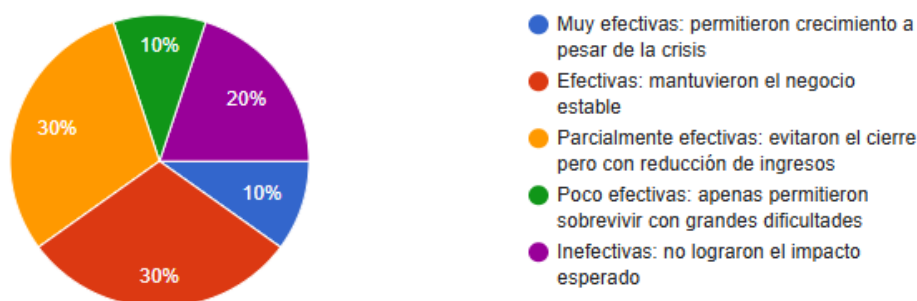 10%
20%
30%
10%
30%
Muy efectivas: permitieron crecimiento a
pesar de la crisis
Efectivas: mantuvieron el negocio
estable
Parcialmente efectivas: evitaron el cierre
pero con reducción de ingresos
Poco efectivas: apenas permitieron
sobrevivir con grandes dificultades
Inefectivas: no lograron el impacto
esperado